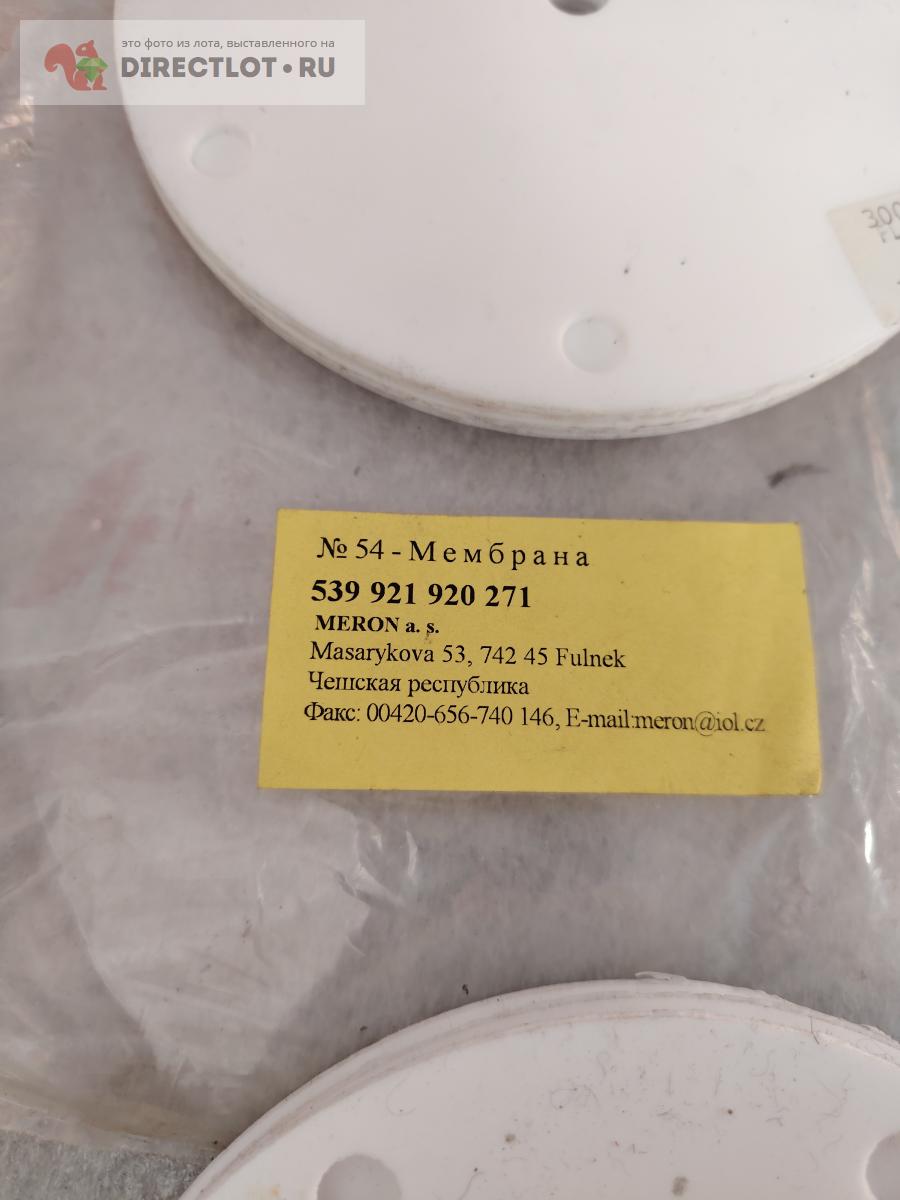 это фото из лота, выставленного на
DIRECTLOT•RU
№ 54 - Мембрана
539 921 920 271
MERON a. s.
Masarykova 53, 742 45 Fulnek
Чешская республика
Факс: 00420-656-740 146, E-mail:meron@iol.cz